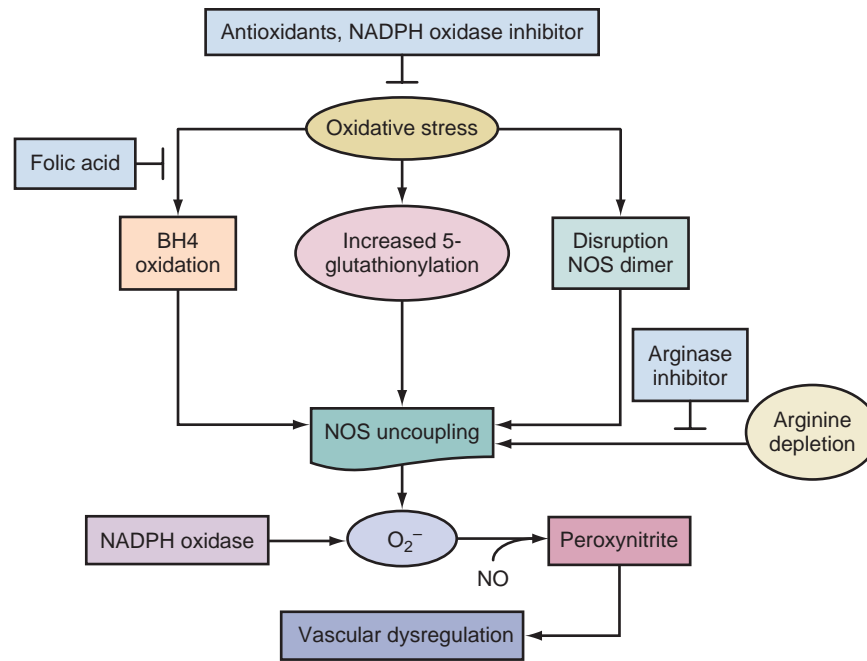 Antioxidants, NADPH oxidase inhibitor
Oxidative stress
Folic acid
BH4
oxidation
Increased 5-
glutathionylation
Disruption
NOS dimer
Arginase
inhibitor
Arginine
depletion
NOS uncoupling
NADPH oxidase
O₂⁻
NO
Peroxynitrite
Vascular dysregulation